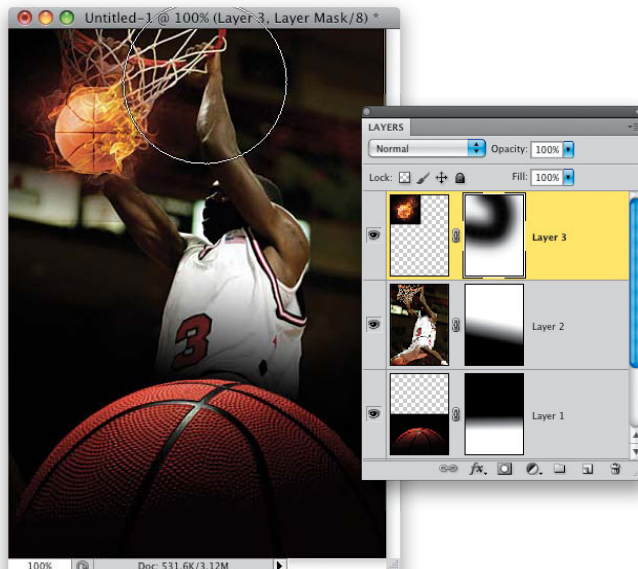 Untitled-1 @ 100% (Layer 3, Layer Mask/8) *
3
100%
Doc: 531.6K/3.12M
LAYERS
Normal
Opacity: 100%
Lock:
Fill: 100%
Layer 3
Layer 2
Layer 1
fx.